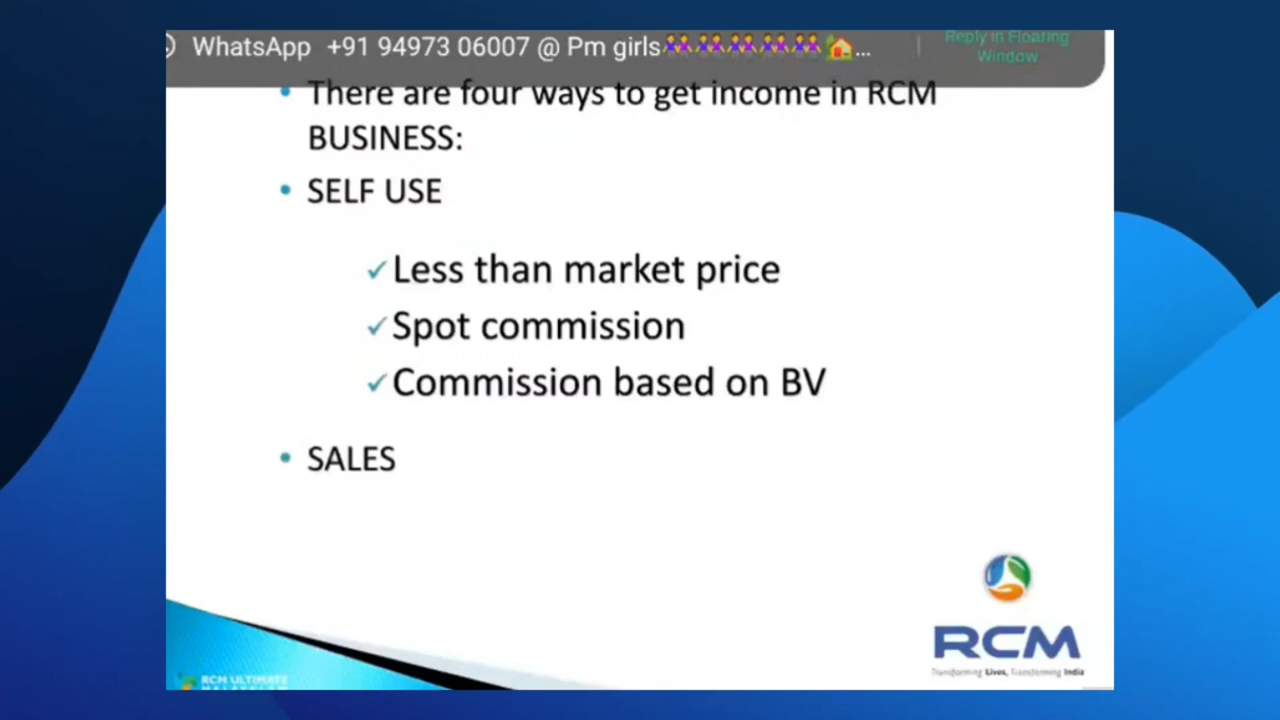 WhatsApp +91 94973 06007 @ Pm girls👭👭👭👭👭🏡...
Reply in Floating
Window
• There are four ways to get income in RCM
BUSINESS:
• SELF USE
✓ Less than market price
✓ Spot commission
✓ Commission based on BV
• SALES
RCM
Transforming Lives, Transforming India
RCM ULTIMATE